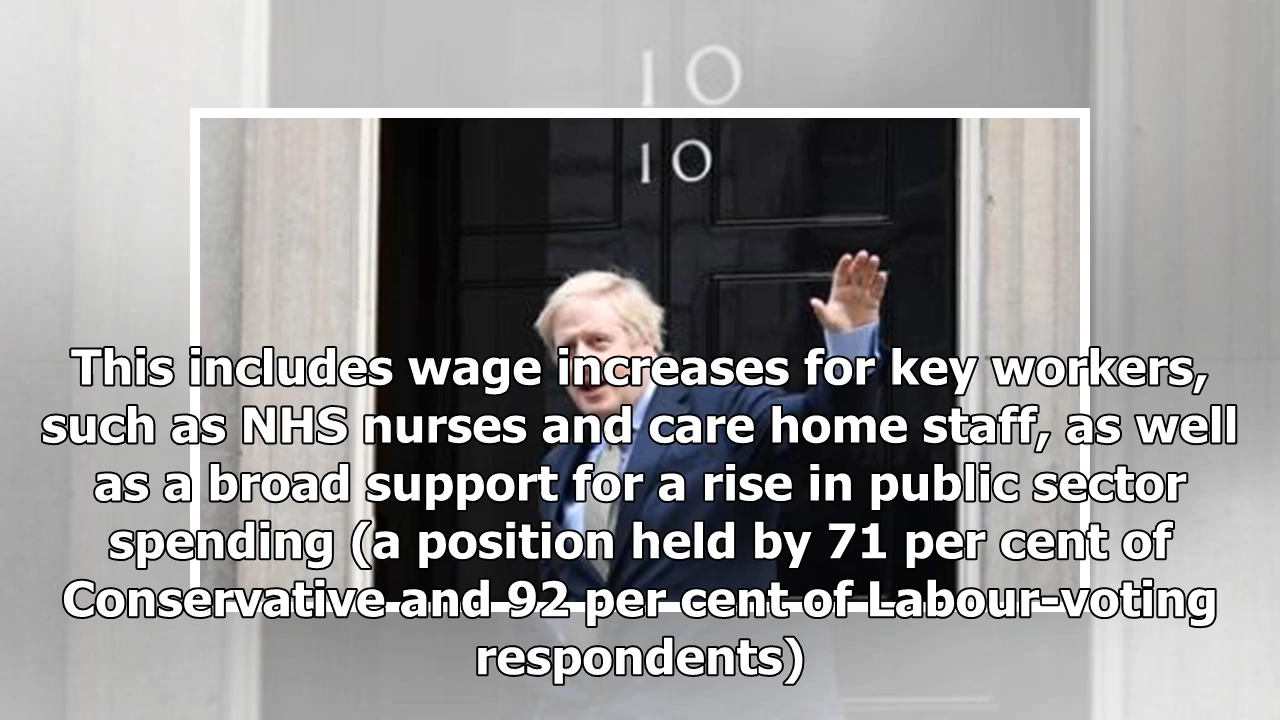 10
10
This includes wage increases for key workers,
such as NHS nurses and care home staff, as well
as a broad support for a rise in public sector
spending (a position held by 71 per cent of
Conservative and 92 per cent of Labour-voting
respondents)